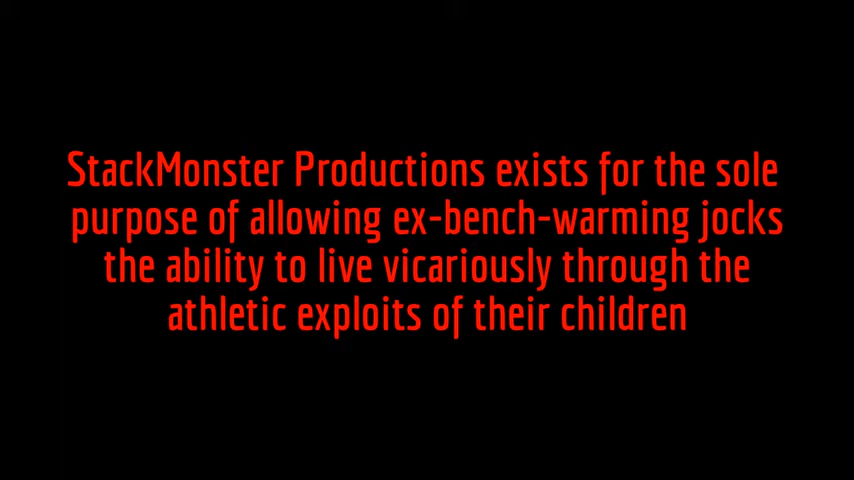 StackMonster Productions exists for the sole
purpose of allowing ex-bench-warming jocks
the ability to live vicariously through the
athletic exploits of their children